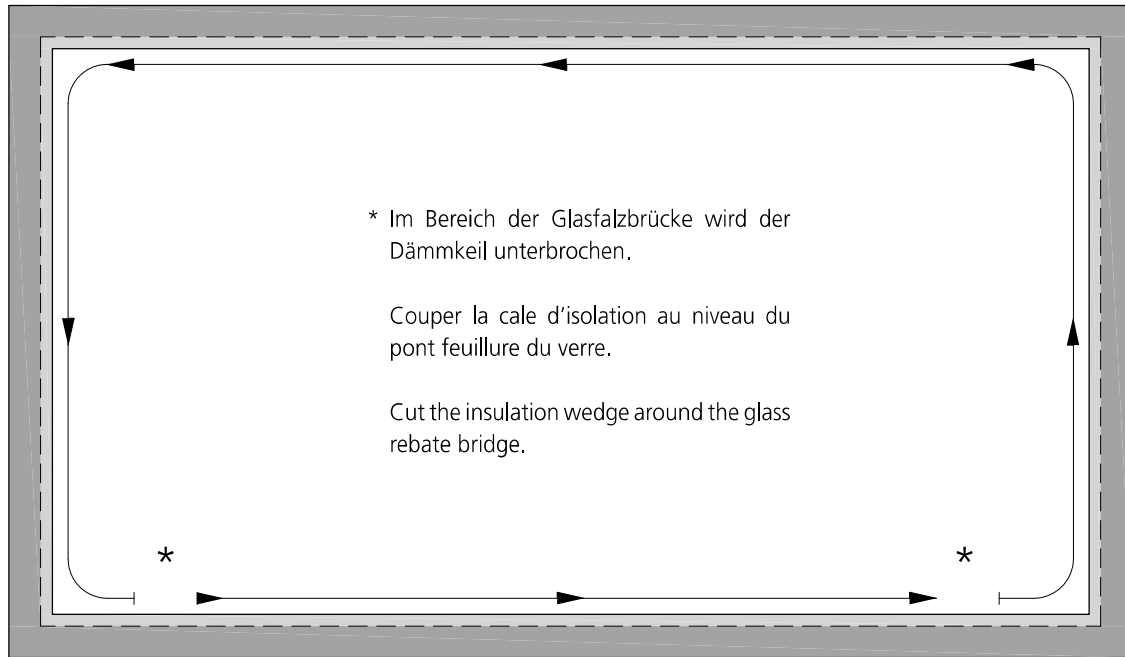 * Im Bereich der Glasfalzbrücke wird der
Dämmkeil unterbrochen.
Couper la cale d'isolation au niveau du
pont feuillure du verre.
Cut the insulation wedge around the glass
rebate bridge.
* *